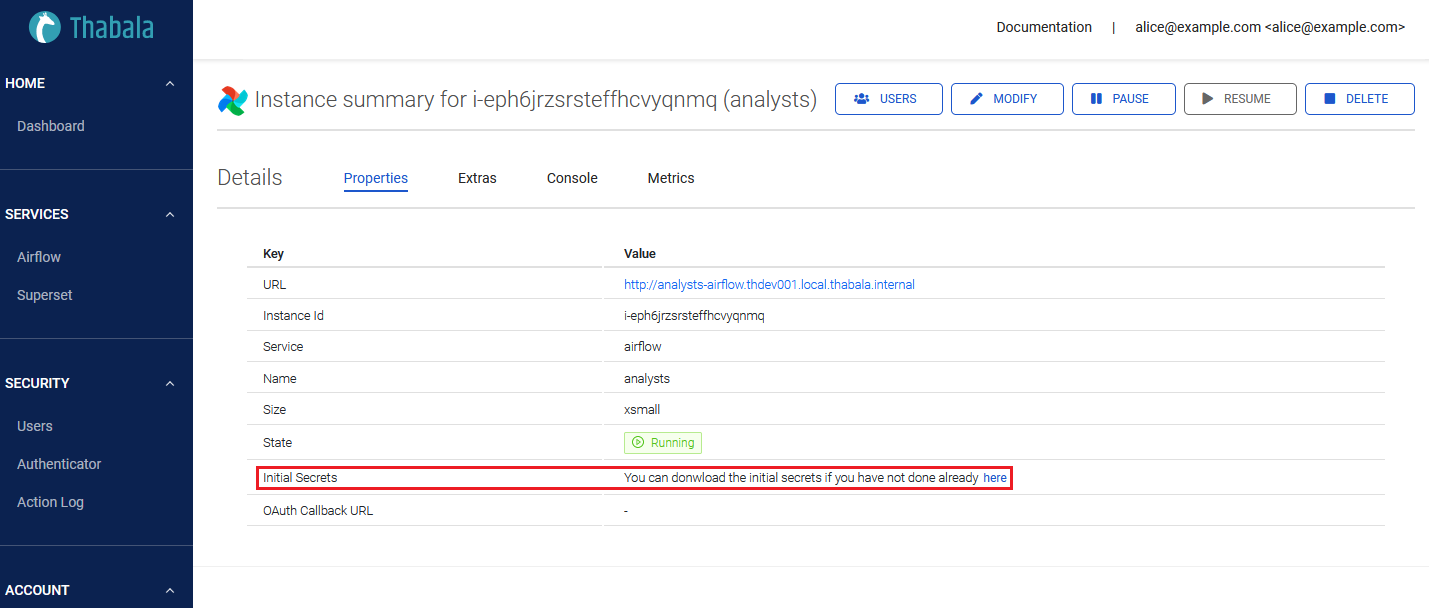 Thabala
Documentation | alice@example.com <alice@example.com>
HOME
Dashboard
SERVICES
Airflow
Superset
SECURITY
Users
Authenticator
Action Log
ACCOUNT
Instance summary for i-eph6jrzsrsteffhcvyqnmq (analysts)
USERS MODIFY PAUSE RESUME DELETE
Details Properties Extras Console Metrics
Key Value
URL http://analysts-airflow.thdev001.local.thabala.internal
Instance Id i-eph6jrzsrsteffhcvyqnmq
Service airflow
Name analysts
Size xsmall
State Running
Initial Secrets You can donwload the initial secrets if you have not done already here
OAuth Callback URL -